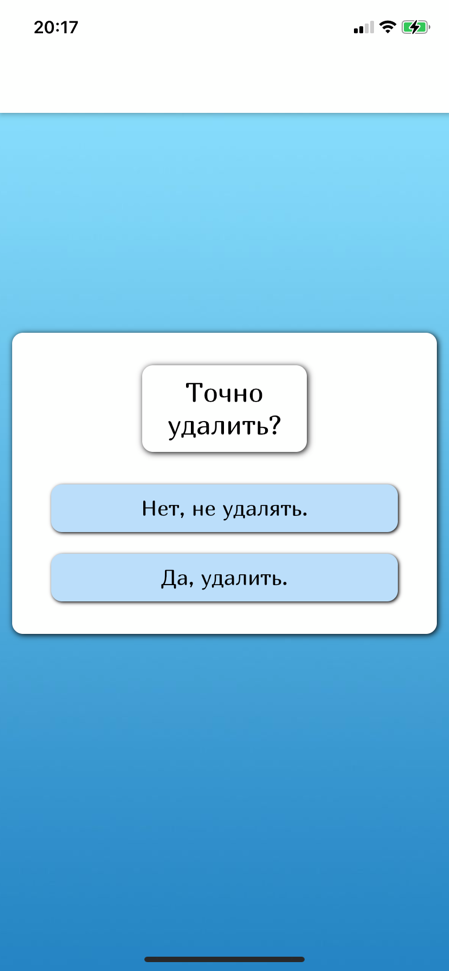 20:17
Точно
удалить?
Нет, не удалять.
Да, удалить.